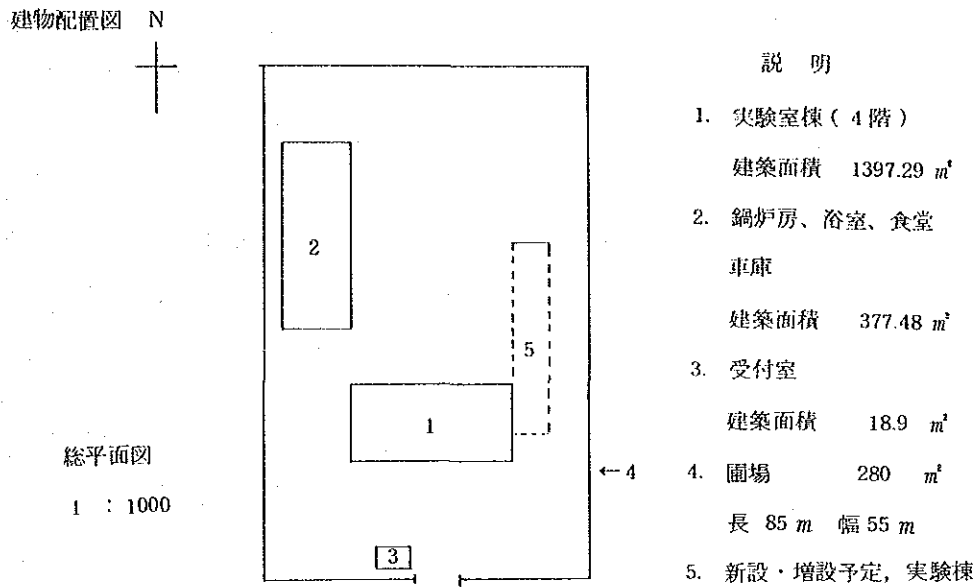 建物配置図 N
説 明
1. 実験室棟（4階）
建築面積 1397.29 m²
2. 鍋炉房、浴室、食堂
車庫
建築面積 377.48 m²
3. 受付室
建築面積 18.9 m²
4. 圃場 280 m²
長 85 m 幅 55 m
5. 新設・増設予定，実験棟
2
5
1
←4
3
総平面図
1 : 1000